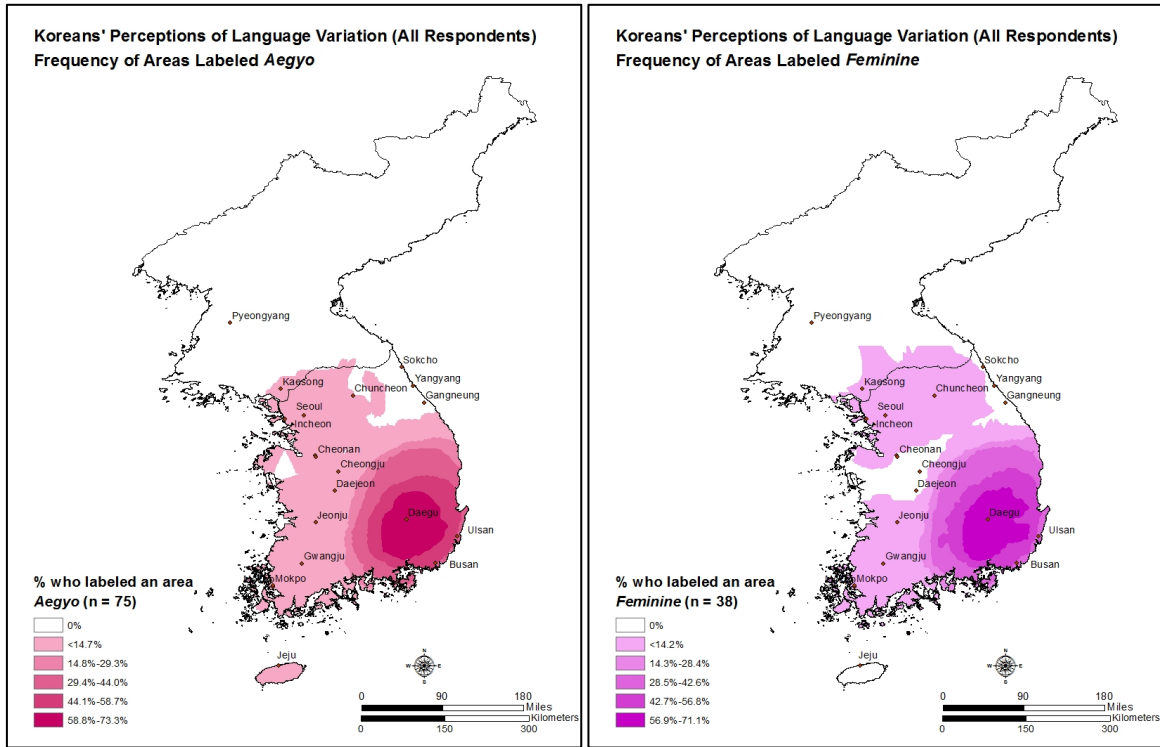 Koreans' Perceptions of Language Variation (All Respondents)
Frequency of Areas Labeled Aegyo
Pyeongyang
Sokcho
Yangyang
Kaesong
Chuncheon
Gangneung
Seoul
Incheon
Cheonan
Cheongju
Daejeon
Jeonju
Daegu
Ulsan
Gwangju
Busan
Mokpo
% who labeled an area
Aegyo (n = 75)
0%
<14.7%
14.8%-29.3%
29.4%-44.0%
44.1%-58.7%
58.8%-73.3%
Jeju
N
W E
S
0 90 180
Miles
Kilometers
0 150 300
Koreans' Perceptions of Language Variation (All Respondents)
Frequency of Areas Labeled Feminine
Pyeongyang
Sokcho
Yangyang
Kaesong
Chuncheon
Gangneung
Seoul
Incheon
Cheonan
Cheongju
Daejeon
Jeonju
Daegu
Ulsan
Gwangju
Busan
Mokpo
% who labeled an area
Feminine (n = 38)
0%
<14.2%
14.3%-28.4%
28.5%-42.6%
42.7%-56.8%
56.9%-71.1%
Jeju
N
W E
S
0 90 180
Miles
Kilometers
0 150 300